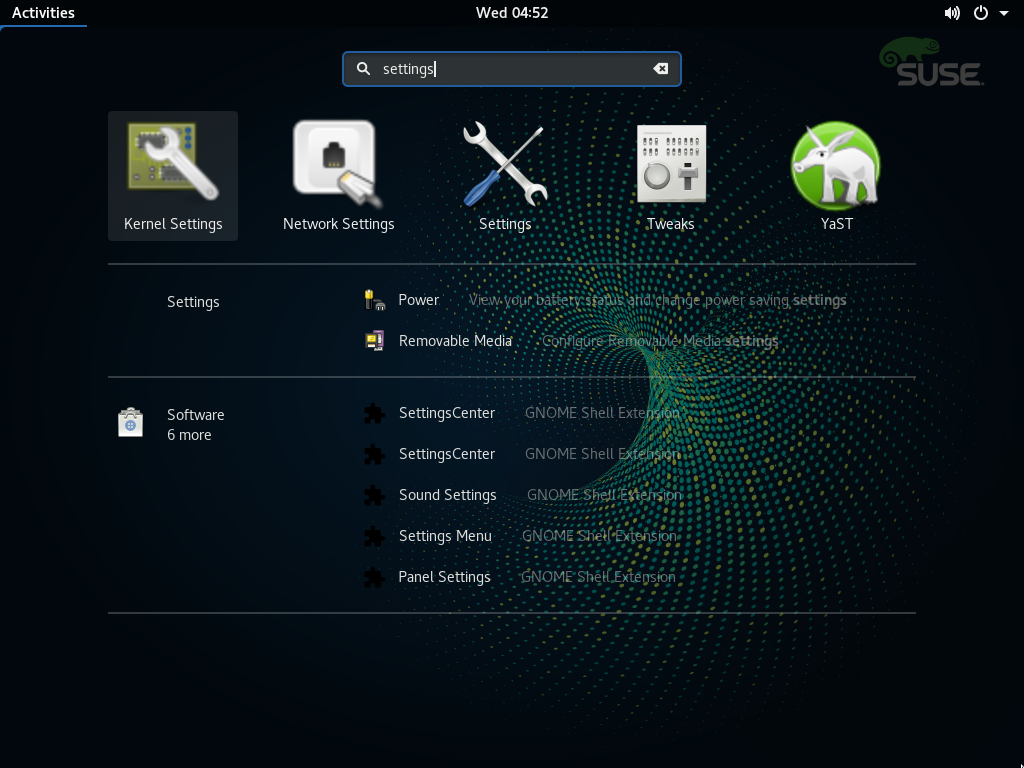 Activities Wed 04:52
settings
SUSE
Kernel Settings Network Settings Settings Tweaks YaST
Settings
Power View your battery status and change power saving settings
Removable Media Configure Removable Media settings
Software
6 more
SettingsCenter GNOME Shell Extension
SettingsCenter GNOME Shell Extension
Sound Settings GNOME Shell Extension
Settings Menu GNOME Shell Extension
Panel Settings GNOME Shell Extension